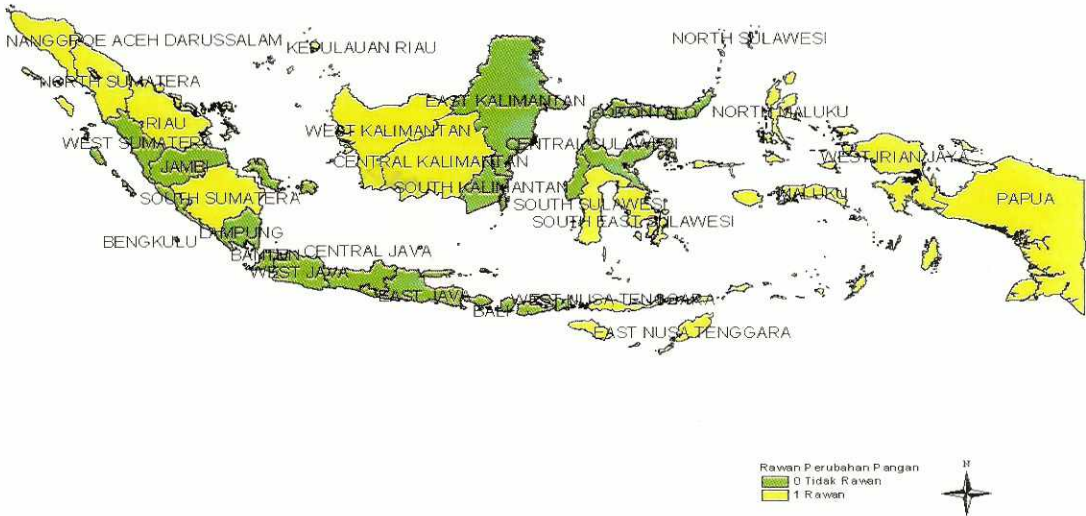 NANGGROE ACEH DARUSSALAM
KEPULAUAN RIAU
NORTH SULAWESI
NORTH SUMATERA
EAST KALIMANTAN
GORONTALO
NORTH MALUKU
RIAU
WEST KALIMANTAN
WEST SUMATERA
CENTRAL SULAWESI
WEST IRIAN JAYA
JAMBI
CENTRAL KALIMANTAN
SOUTH SUMATERA
SOUTH KALIMANTAN
MALUKU
PAPUA
SOUTH SULAWESI
LAMPUNG
SOUTH EAST SULAWESI
BENGKULU
BANTEN
CENTRAL JAVA
WEST JAVA
EAST JAVA
WEST NUSA TENGGARA
BALI
EAST NUSA TENGGARA
Rawan Perubahan Pangan
0 Tidak Rawan
1 Rawan
N